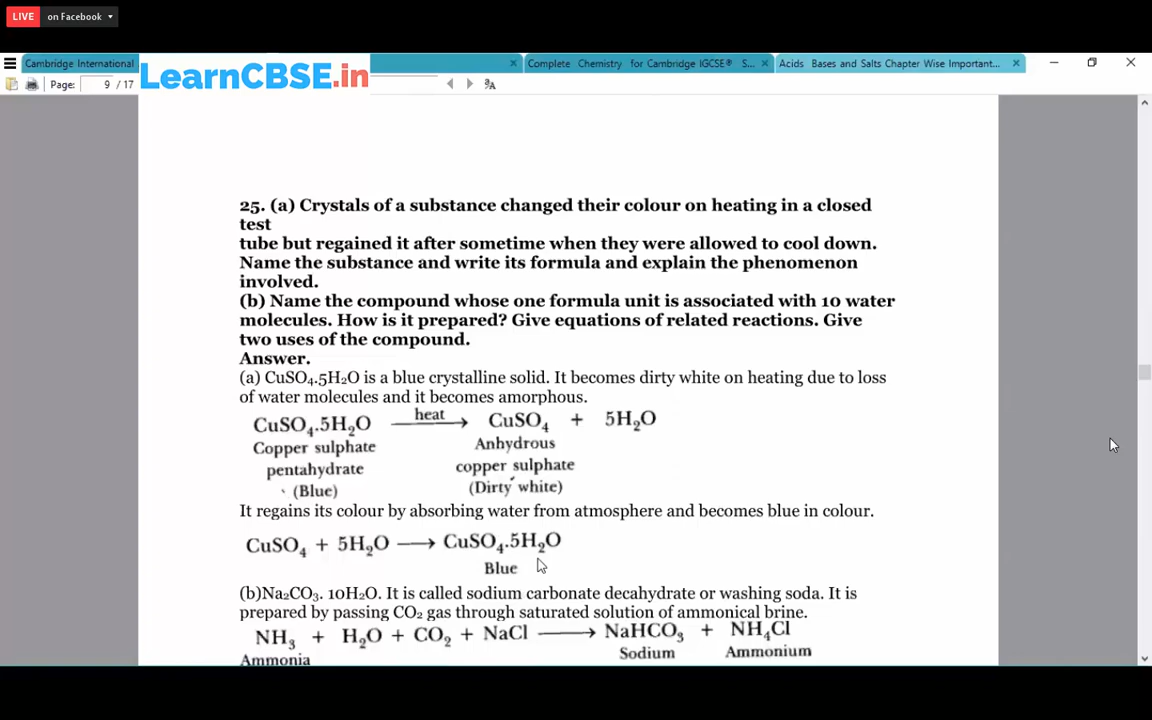 LIVE on Facebook
Cambridge International
Complete Chemistry for Cambridge IGCSE® S...
Acids Bases and Salts Chapter Wise Important...
Page: 9 / 17
LearnCBSE.in
25. (a) Crystals of a substance changed their colour on heating in a closed
test
tube but regained it after sometime when they were allowed to cool down.
Name the substance and write its formula and explain the phenomenon
involved.
(b) Name the compound whose one formula unit is associated with 10 water
molecules. How is it prepared? Give equations of related reactions. Give
two uses of the compound.
Answer.
(a) CuSO₄.5H₂O is a blue crystalline solid. It becomes dirty white on heating due to loss
of water molecules and it becomes amorphous.
CuSO₄.5H₂O heat → CuSO₄ + 5H₂O
Copper sulphate Anhydrous
pentahydrate copper sulphate
(Blue) (Dirty white)
It regains its colour by absorbing water from atmosphere and becomes blue in colour.
CuSO₄ + 5H₂O → CuSO₄.5H₂O
Blue
(b)Na₂CO₃. 10H₂O. It is called sodium carbonate decahydrate or washing soda. It is
prepared by passing CO₂ gas through saturated solution of ammonical brine.
NH₃ + H₂O + CO₂ + NaCl → NaHCO₃ + NH₄Cl
Ammonia Sodium Ammonium